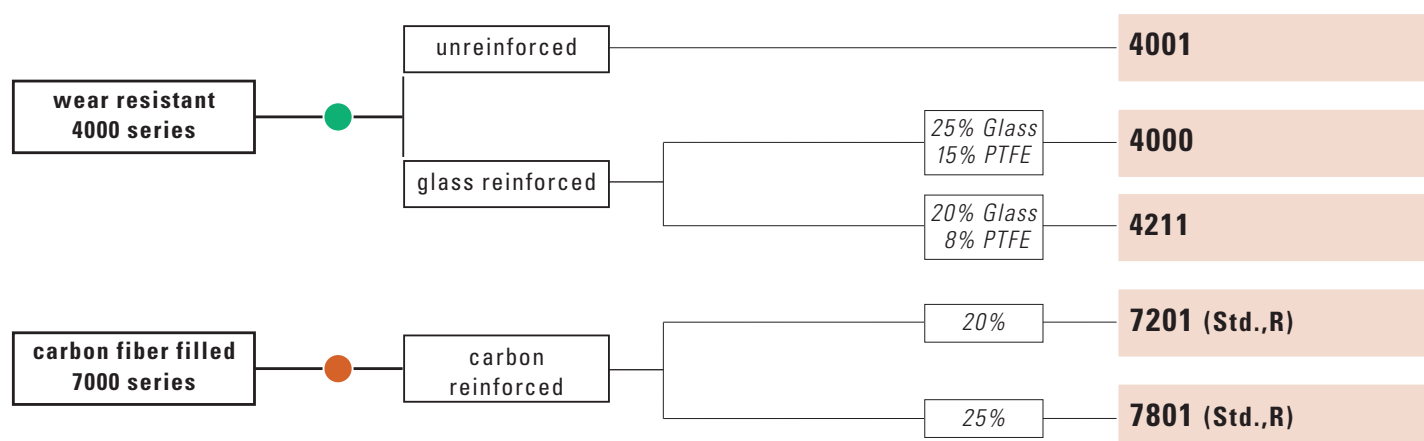 unreinforced
4001
wear resistant
4000 series
25% Glass
15% PTFE
4000
glass reinforced
20% Glass
8% PTFE
4211
20%
7201 (Std.,R)
carbon fiber filled
7000 series
carbon
reinforced
25%
7801 (Std.,R)